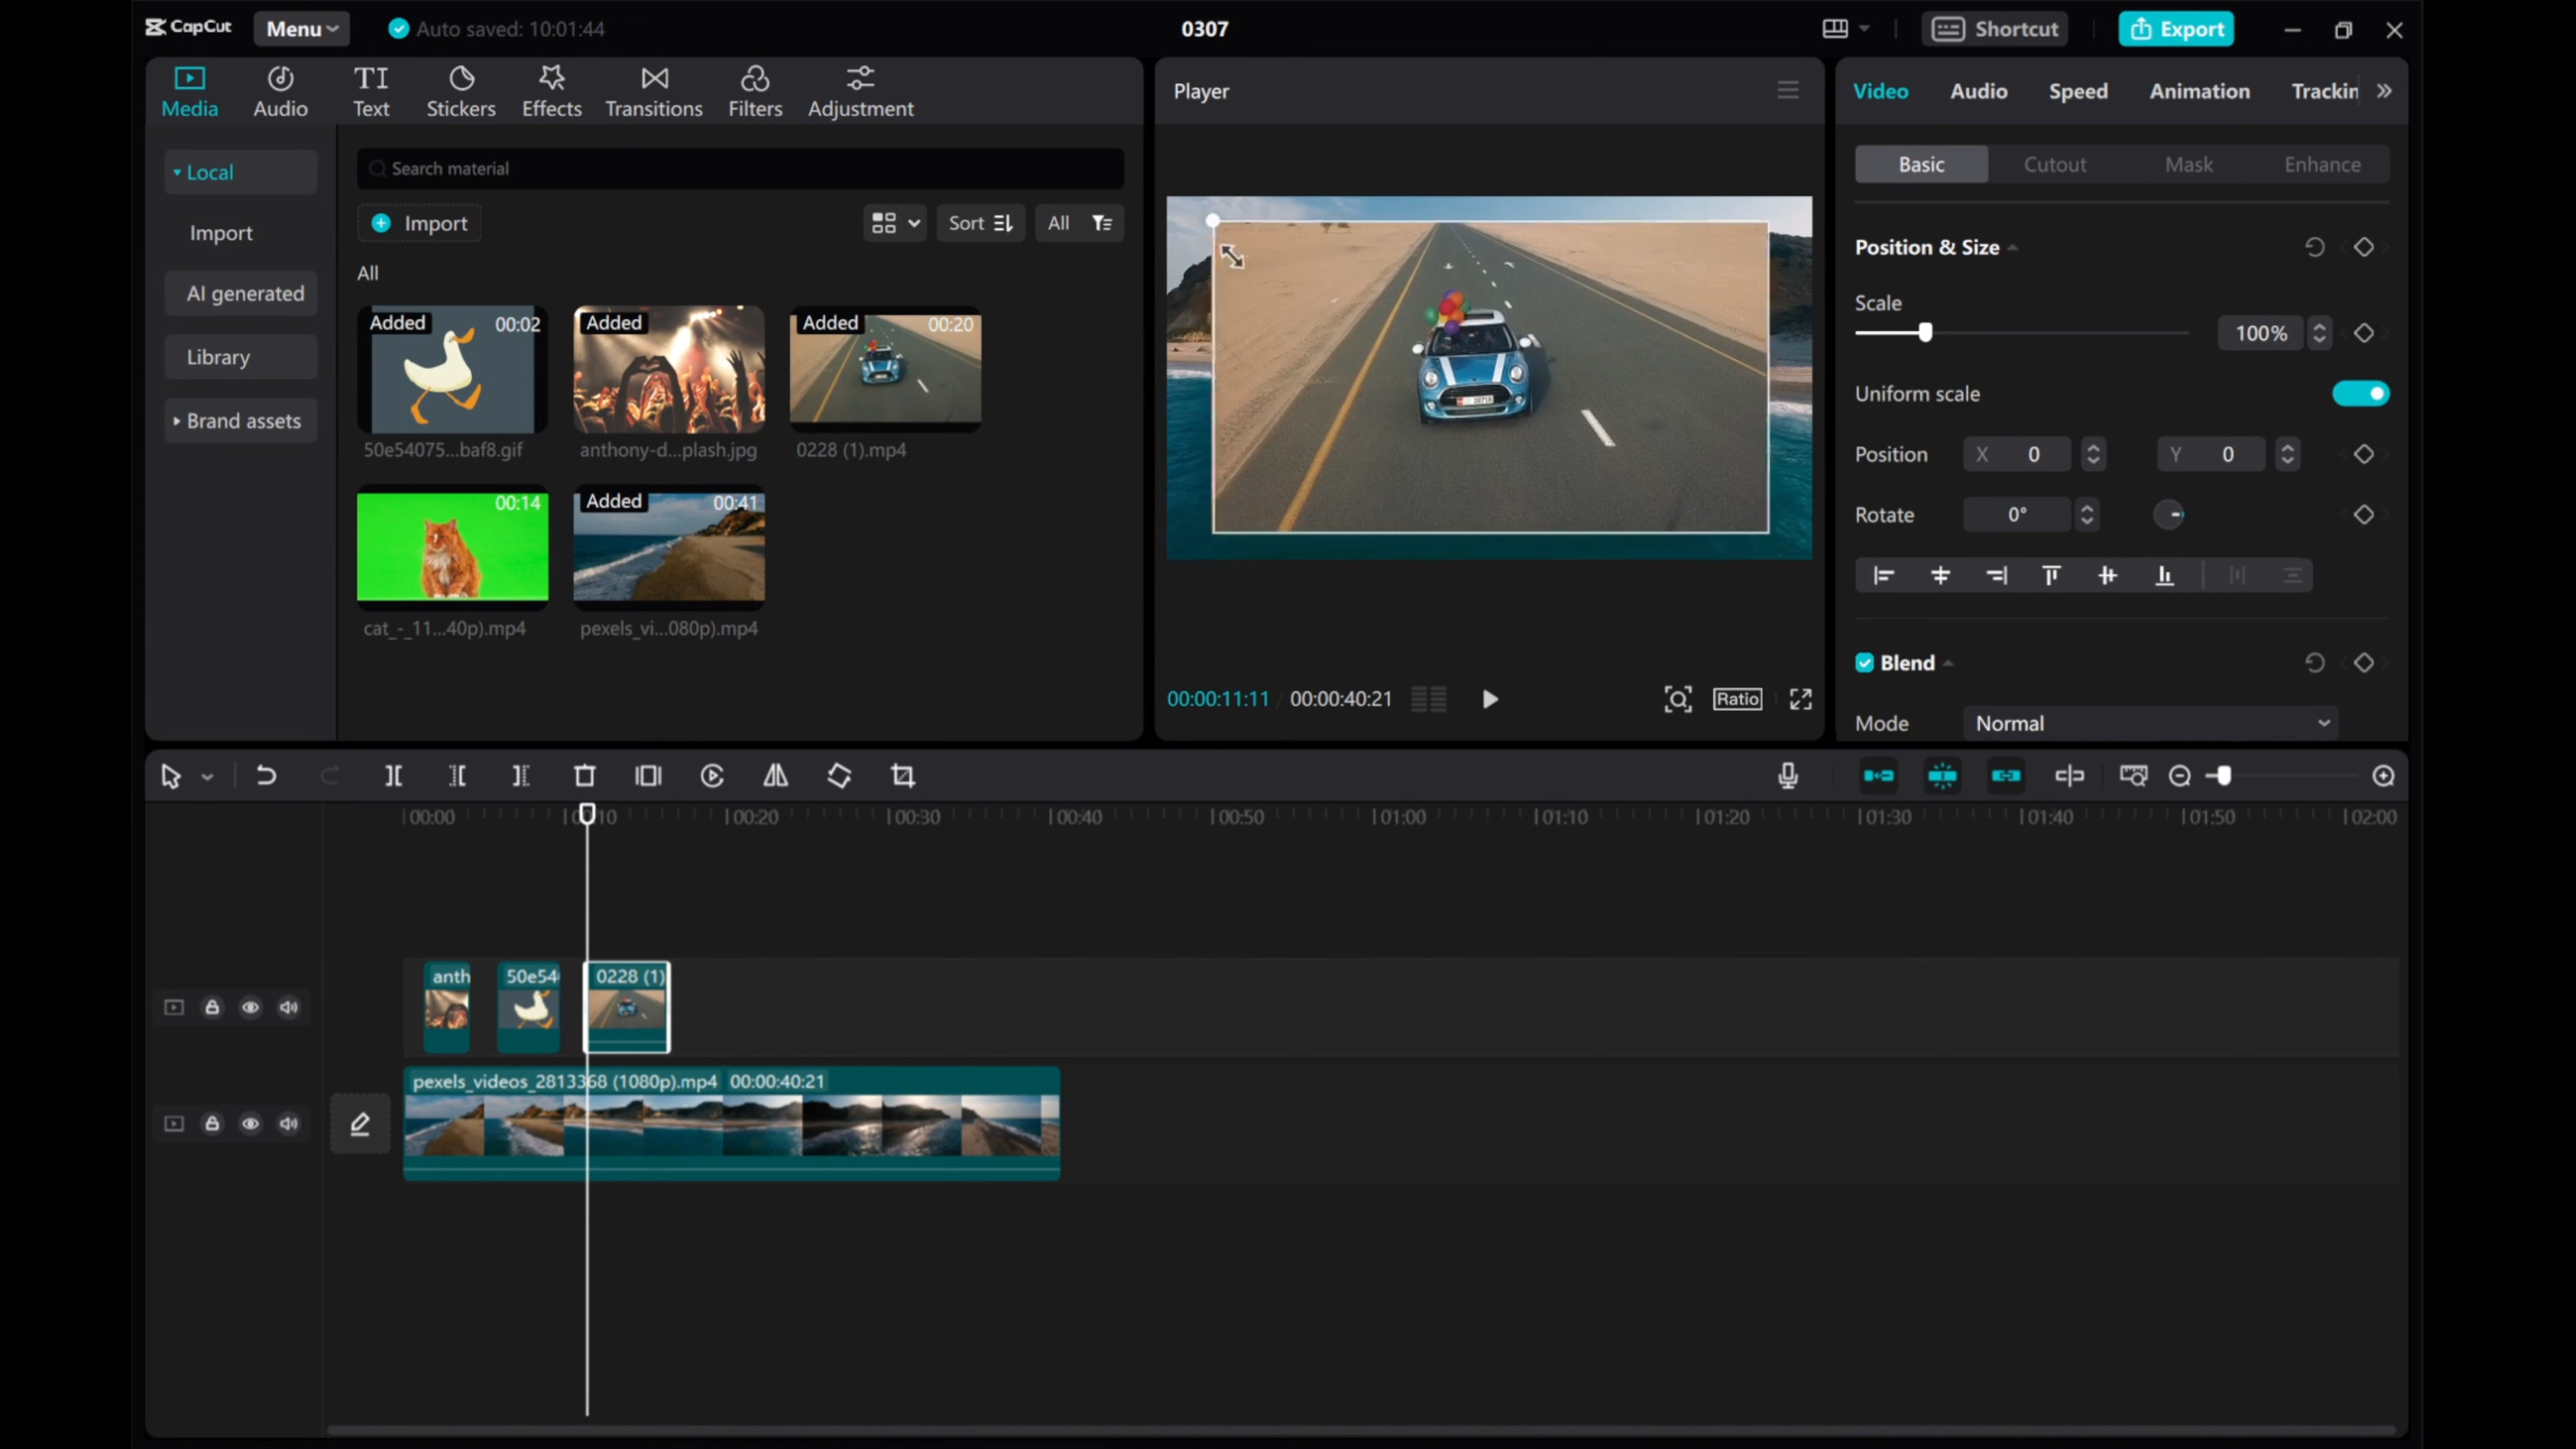 CapCut Menu Auto saved: 10:01:44 0307 Shortcut Export
Media Audio Text Stickers Effects Transitions Filters Adjustment
Local
Import
AI generated
Library
Brand assets
Search material
Import Sort All
All
Added 00:02
50e54075...baf8.gif
Added
anthony-d...plash.jpg
Added 00:20
0228 (1).mp4
00:14
cat_-_11...40p).mp4
Added 00:41
pexels_vi...080p).mp4
Player
00:00:11:11 / 00:00:40:21 Ratio
Video Audio Speed Animation Trackin
Basic Cutout Mask Enhance
Position & Size
Scale
100%
Uniform scale
Position X 0 Y 0
Rotate 0°
Blend
Mode Normal
00:00 10 00:20 00:30 00:40 00:50 01:00 01:10 01:20 01:30 01:40 01:50 02:00
anth 50e54 0228 (1)
pexels_videos_2813368 (1080p).mp4 00:00:40:21